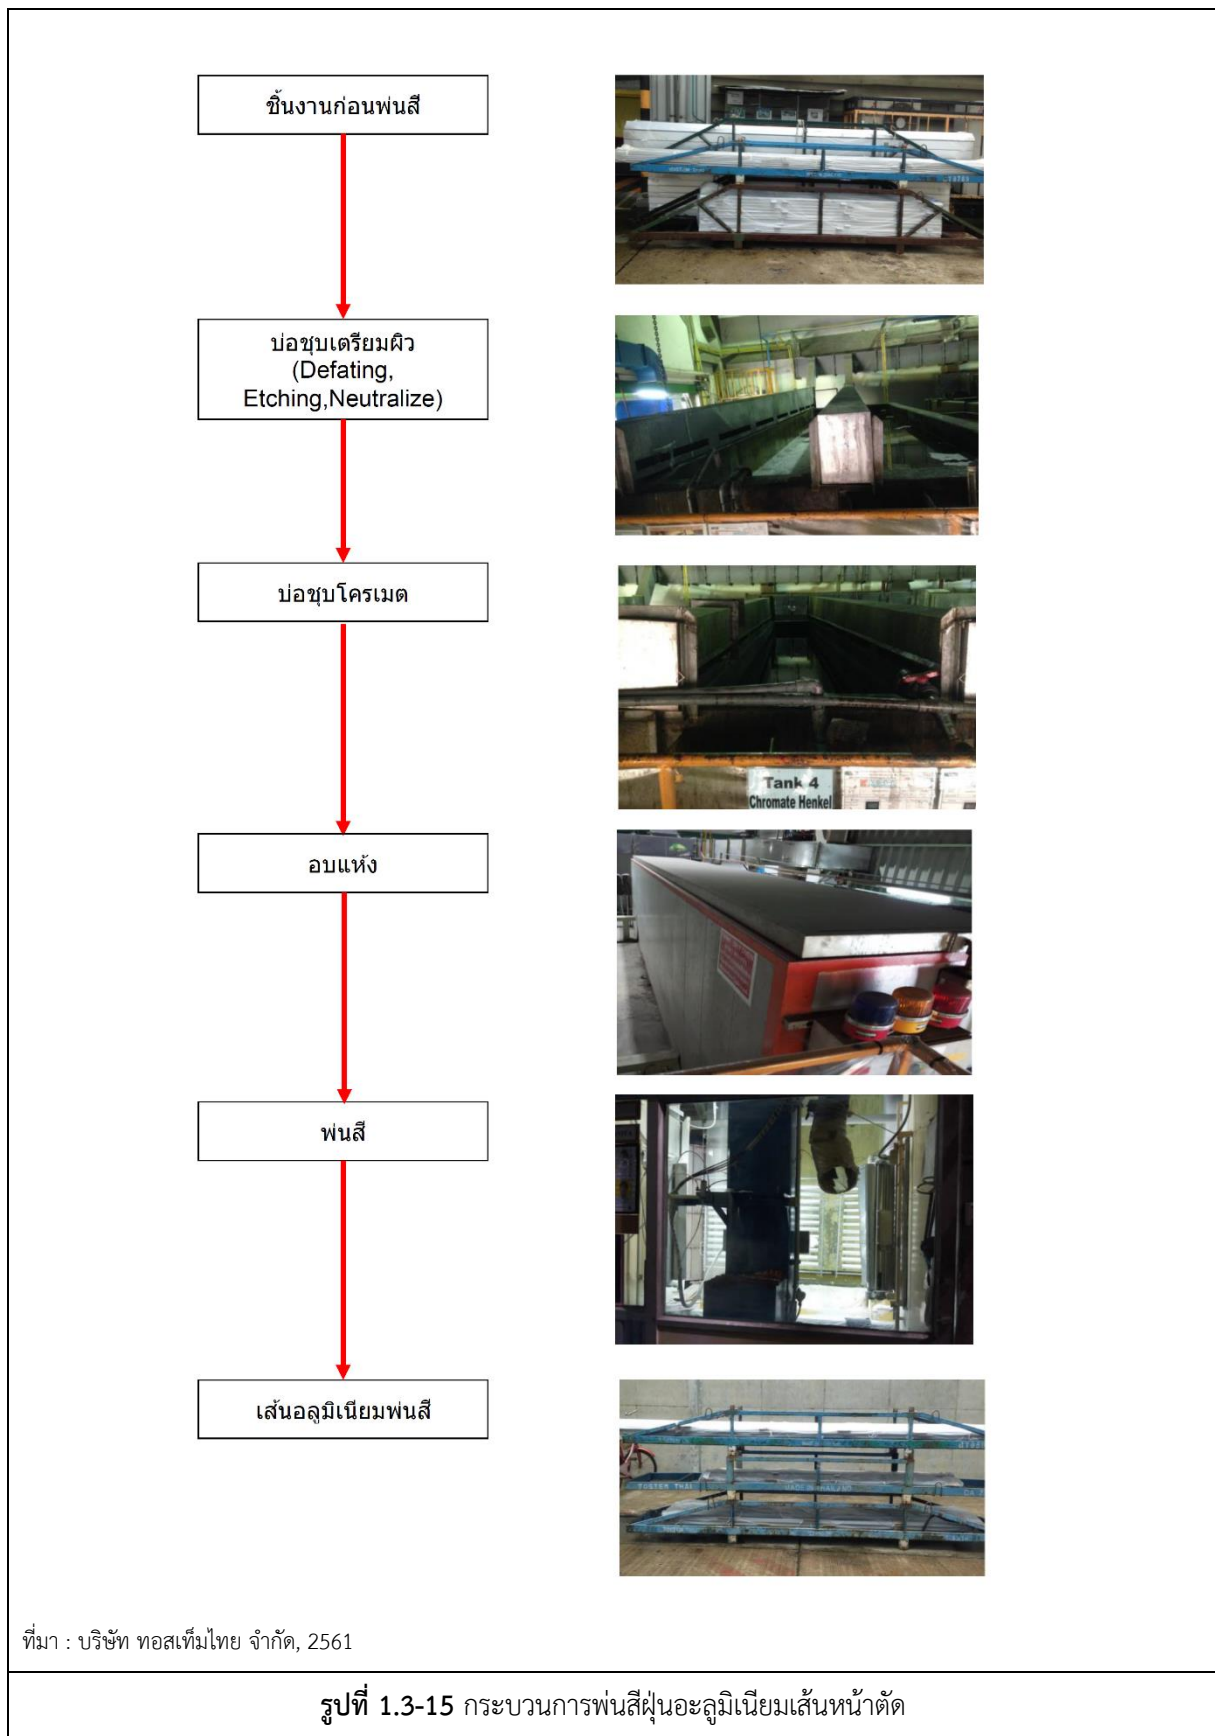 ชิ้นงานก่อนพ่นสี
บ่อชุบเตรียมผิว
(Defating,
Etching,Neutralize)
บ่อชุบโครเมต
Tank 4
Chromate Henkel
อบแห้ง
พ่นสี
เส้นอลูมิเนียมพ่นสี
ที่มา : บริษัท ทอสเท็มไทย จำกัด, 2561
รูปที่ 1.3-15 กระบวนการพ่นสีฝุ่นอะลูมิเนียมเส้นหน้าตัด